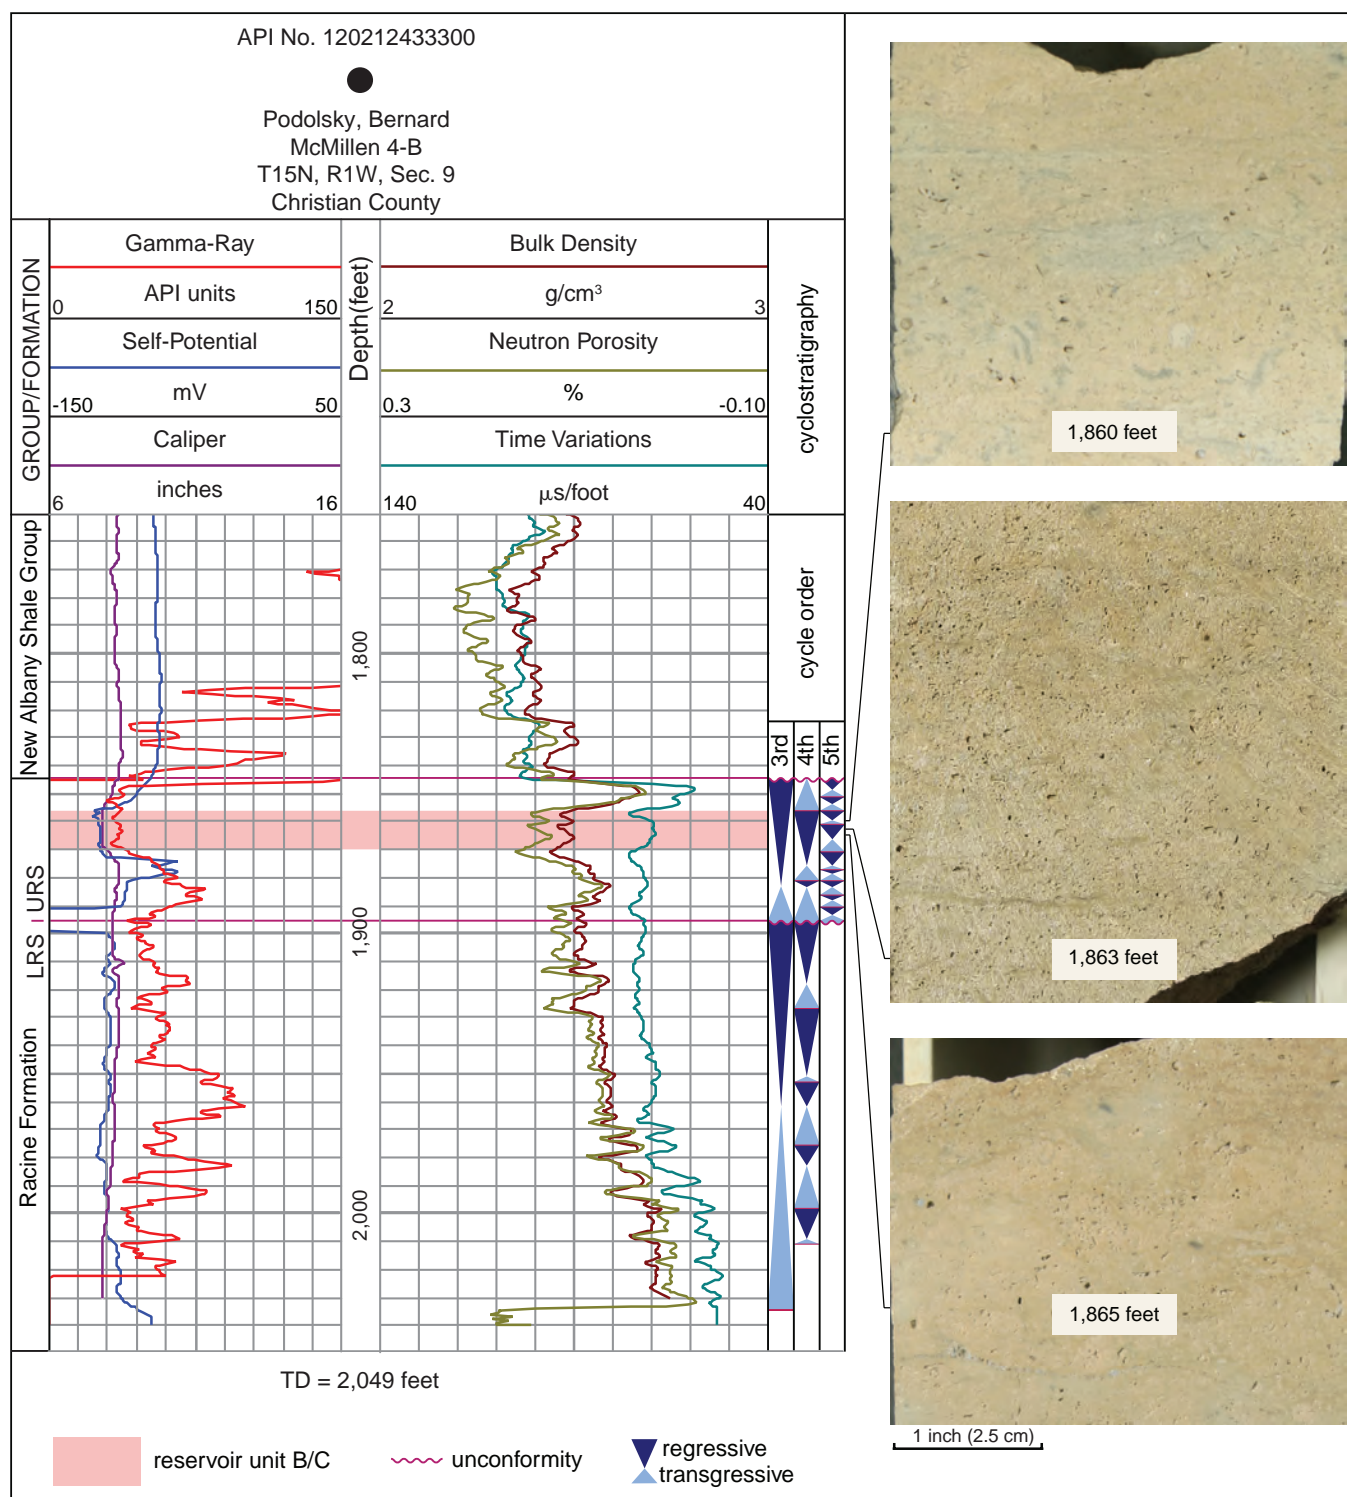 API No. 120212433300
Podolsky, Bernard
McMillen 4-B
T15N, R1W, Sec. 9
Christian County
GROUP/FORMATION
Gamma-Ray
API units
0 150
Self-Potential
mV
-150 50
Caliper
inches
6 16
Depth(feet)
Bulk Density
g/cm³
2 3
Neutron Porosity
%
0.3 -0.10
Time Variations
µs/foot
140 40
cyclostratigraphy
cycle order
3rd
4th
5th
New Albany Shale Group
URS
LRS
Racine Formation
1,800
1,900
2,000
1,860 feet
1,863 feet
1,865 feet
1 inch (2.5 cm)
TD = 2,049 feet
reservoir unit B/C
unconformity
regressive
transgressive